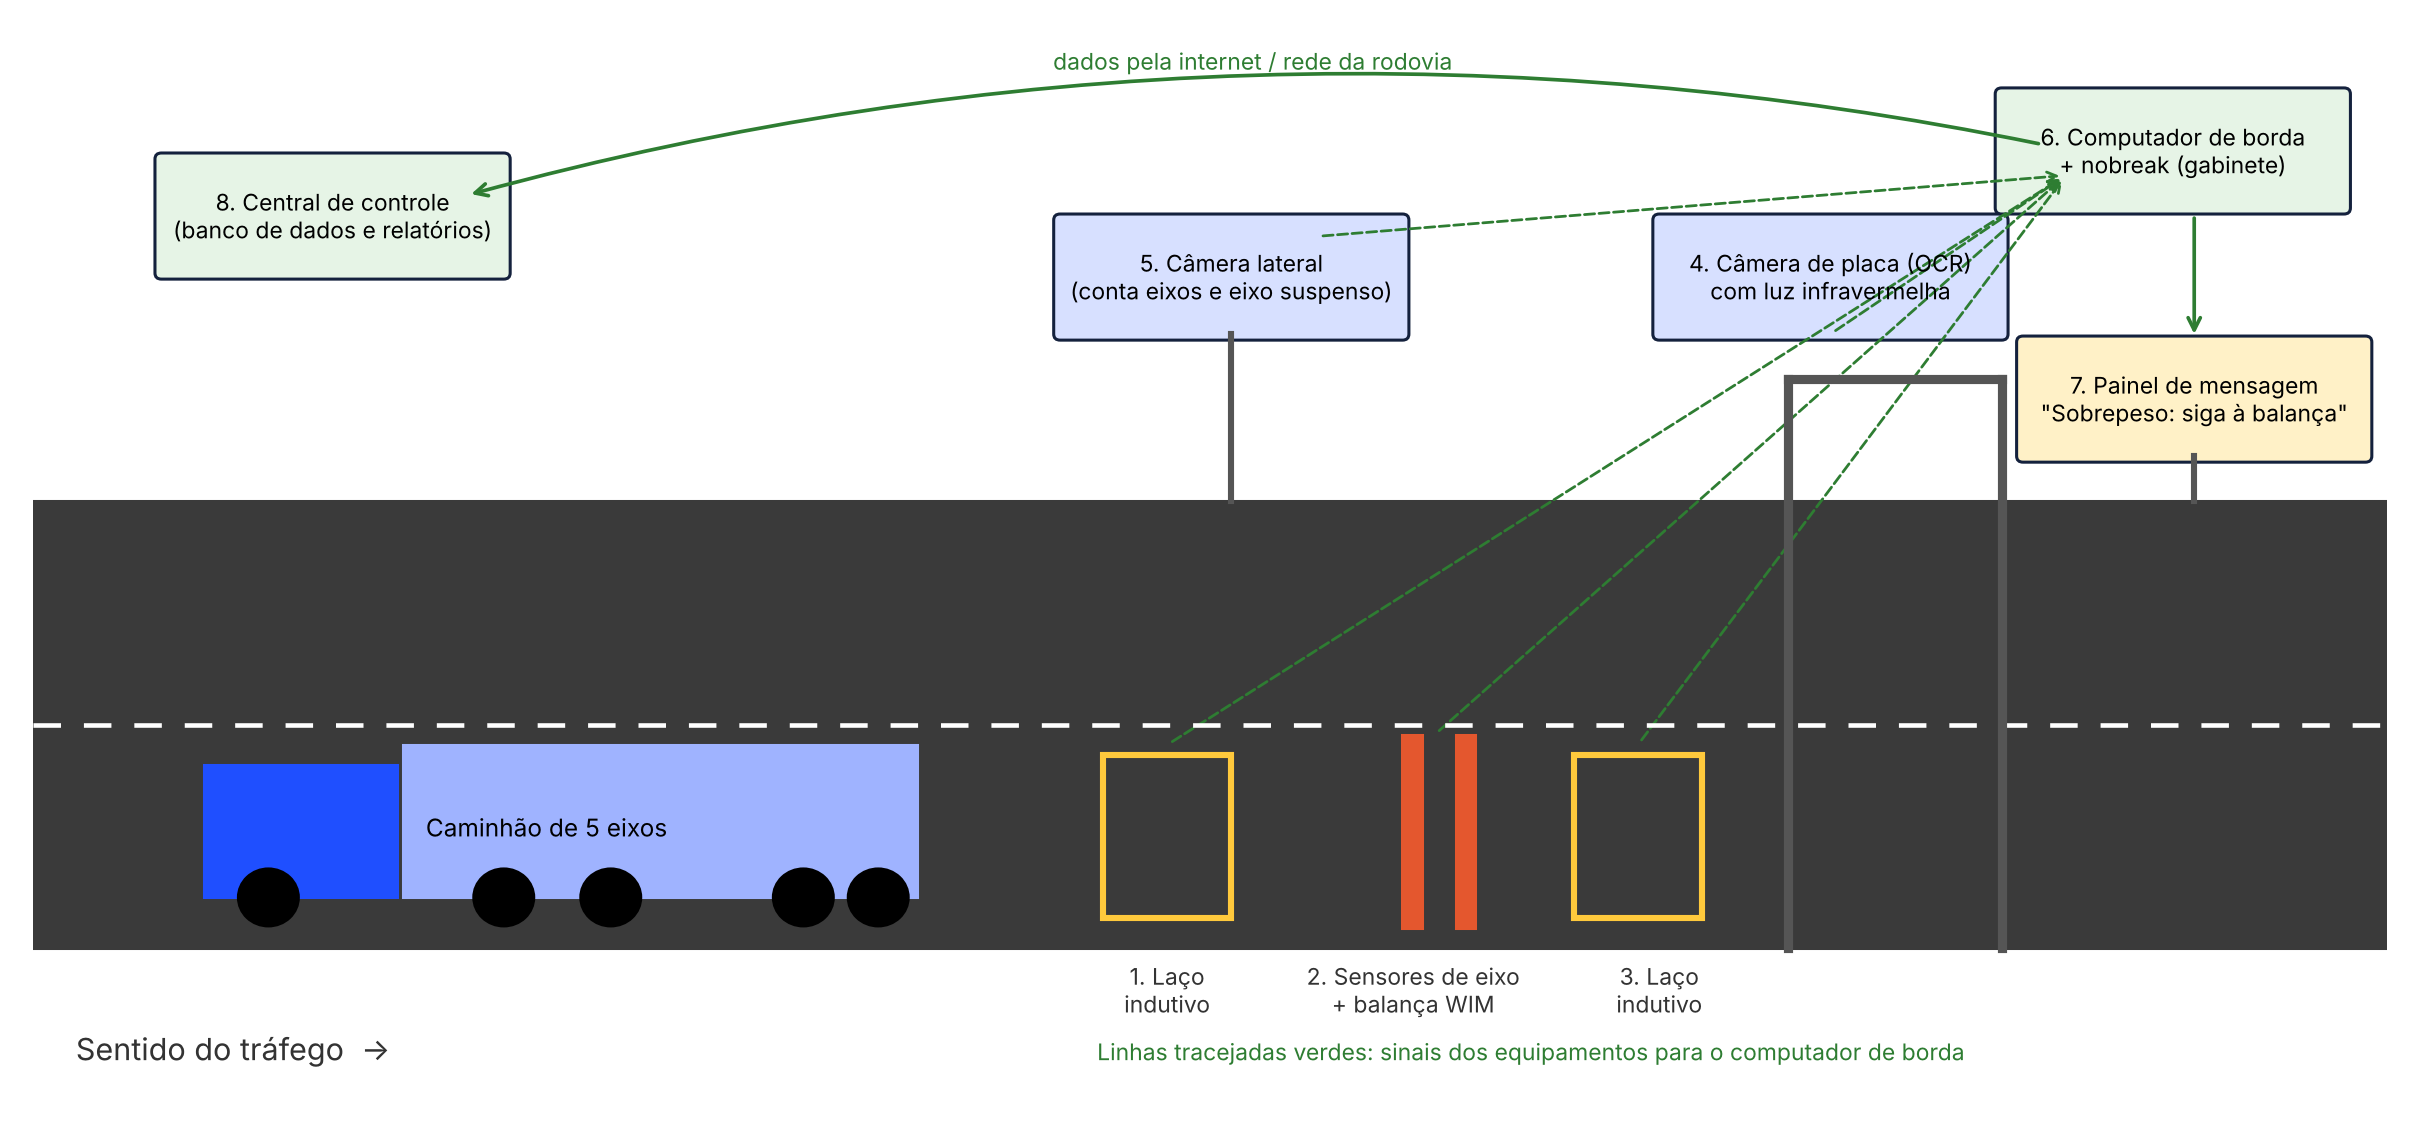 dados pela internet / rede da rodovia
6. Computador de borda
+ nobreak (gabinete)
8. Central de controle
(banco de dados e relatórios)
5. Câmera lateral
(conta eixos e eixo suspenso)
4. Câmera de placa (OCR)
com luz infravermelha
7. Painel de mensagem
"Sobrepeso: siga à balança"
Caminhão de 5 eixos
1. Laço
indutivo
2. Sensores de eixo
+ balança WIM
3. Laço
indutivo
Sentido do tráfego →
Linhas tracejadas verdes: sinais dos equipamentos para o computador de borda